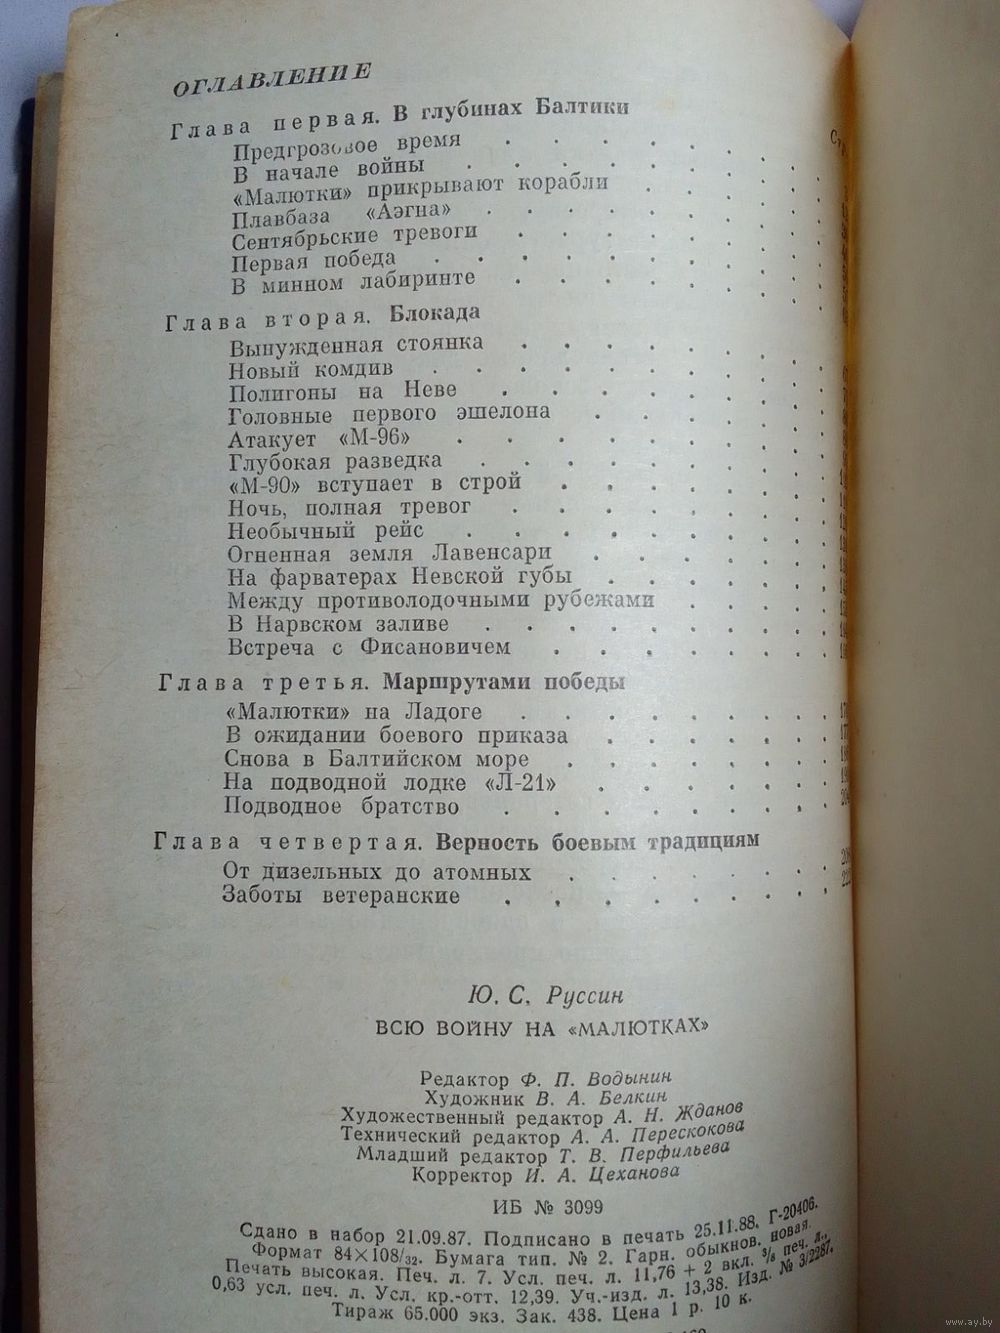 ОГЛАВЛЕНИЕ
Глава первая. В глубинах Балтики
Предгрозовое время
В начале войны
«Малютки» прикрывают корабли
Плавбаза «Аэгна»
Сентябрьские тревоги
Первая победа
В минном лабиринте
Глава вторая. Блокада
Вынужденная стоянка
Новый комдив
Полигоны на Неве
Головные первого эшелона
Атакует «М-96»
Глубокая разведка
«М-90» вступает в строй
Ночь, полная тревог
Необычный рейс
Огненная земля Лавенсари
На фарватерах Невской губы
Между противолодочными рубежами
В Нарвском заливе
Встреча с Фисановичем
Глава третья. Маршрутами победы
«Малютки» на Ладоге
В ожидании боевого приказа
Снова в Балтийском море
На подводной лодке «Л-21»
Подводное братство
Глава четвертая. Верность боевым традициям
От дизельных до атомных
Заботы ветеранские
Ю. С. Руссин
ВСЮ ВОЙНУ НА «МАЛЮТКАХ»
Редактор Ф. П. Водынин
Художник В. А. Белкин
Художественный редактор А. Н. Жданов
Технический редактор А. А. Перескокова
Младший редактор Т. В. Перфильева
Корректор И. А. Цеханова
ИБ № 3099
Сдано в набор 21.09.87. Подписано в печать 25.11.88. Г-20406.
Формат 84×108/32. Бумага тип. № 2. Гарн. обыкнов. новая.
Печать высокая. Печ. л. 7. Усл. печ. л. 11,76 + 2 вкл. 3/8 печ. л.,
0,63 усл. печ. л. Усл. кр.-отт. 12,39. Уч.-изд. л. 13,38. Изд. № 3/2287.
Тираж 65.000 экз. Зак. 438. Цена 1 р. 10 к.
www.ay.by